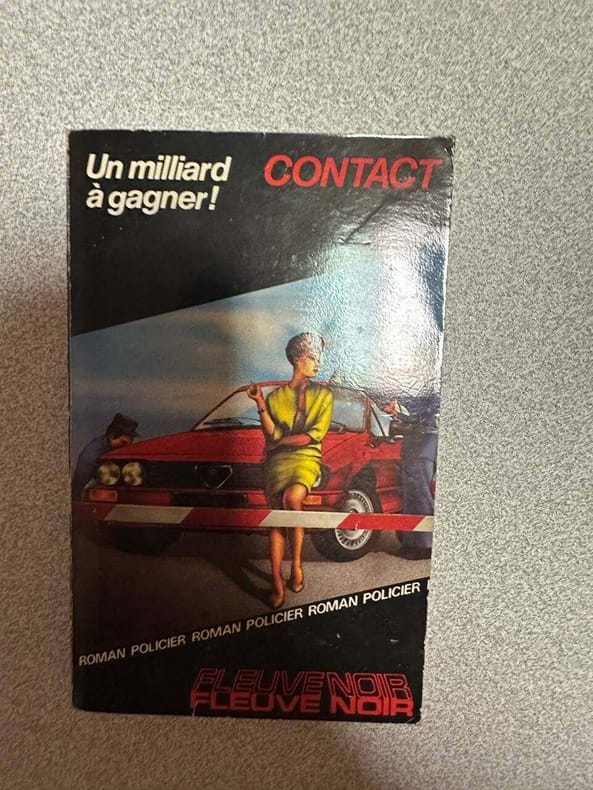 Un milliard
à gagner!
CONTACT
ROMAN POLICIER ROMAN POLICIER ROMAN POLICIER
FLEUVE NOIR
FLEUVE NOIR